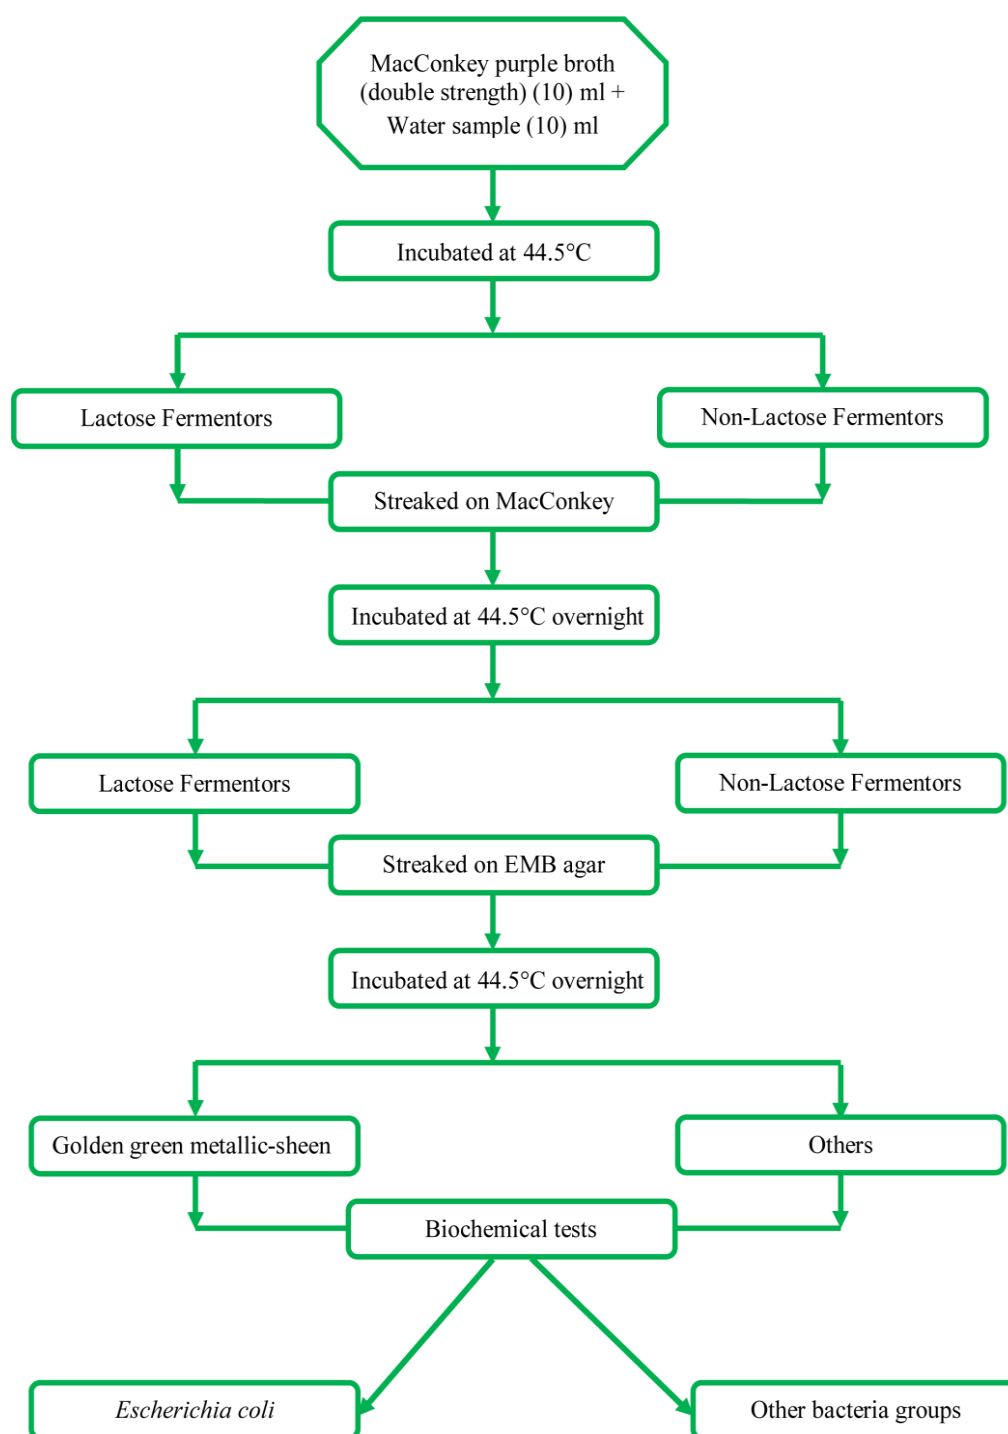 MacConkey purple broth
(double strength) (10) ml +
Water sample (10) ml
Incubated at 44.5°C
Lactose Fermentors
Non-Lactose Fermentors
Streaked on MacConkey
Incubated at 44.5°C overnight
Lactose Fermentors
Non-Lactose Fermentors
Streaked on EMB agar
Incubated at 44.5°C overnight
Golden green metallic-sheen
Others
Biochemical tests
Escherichia coli
Other bacteria groups